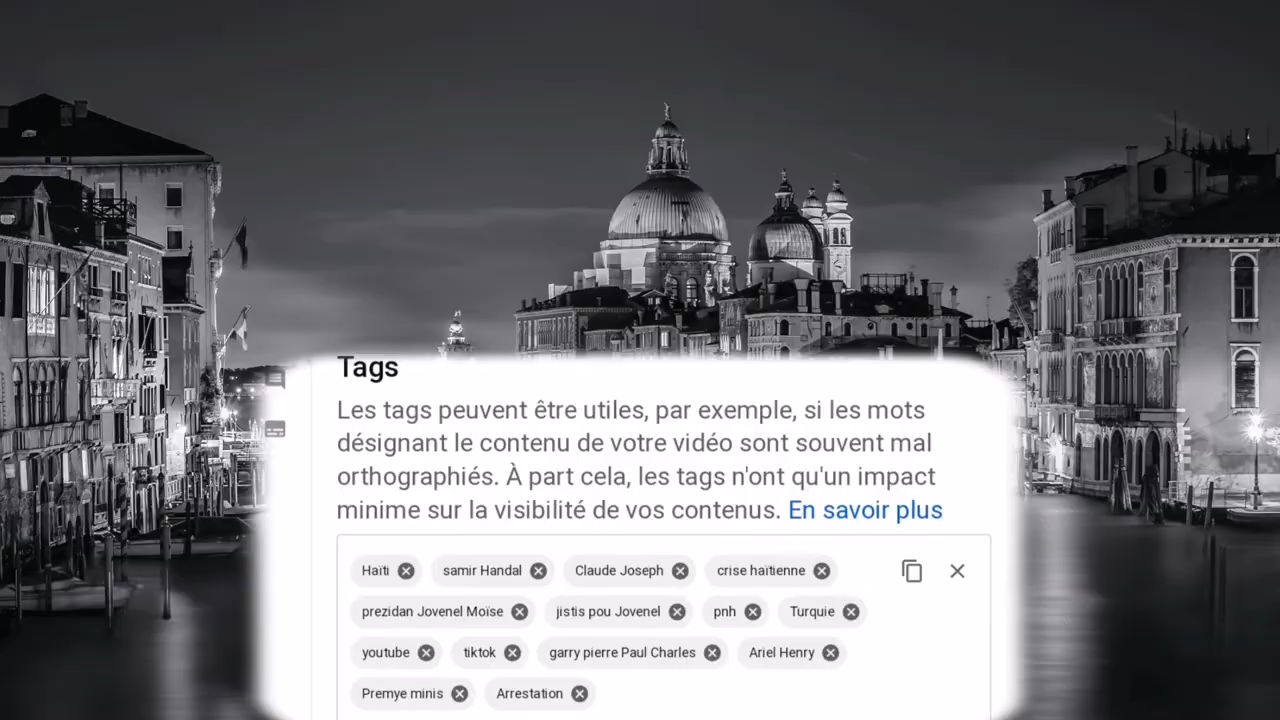 Tags
Les tags peuvent être utiles, par exemple, si les mots
désignant le contenu de votre vidéo sont souvent mal
orthographiés. À part cela, les tags n'ont qu'un impact
minime sur la visibilité de vos contenus. En savoir plus
Haïti samir Handal Claude Joseph crise haïtienne
prezidan Jovenel Moïse jistis pou Jovenel pnh Turquie
youtube tiktok garry pierre Paul Charles Ariel Henry
Premye minis Arrestation